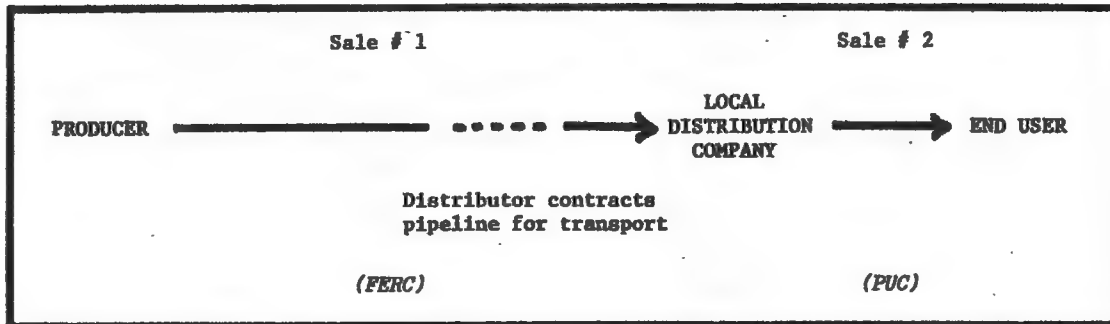 Sale # 1
Sale # 2
PRODUCER
LOCAL
DISTRIBUTION
COMPANY
END USER
Distributor contracts
pipeline for transport
(FERC)
(PUC)